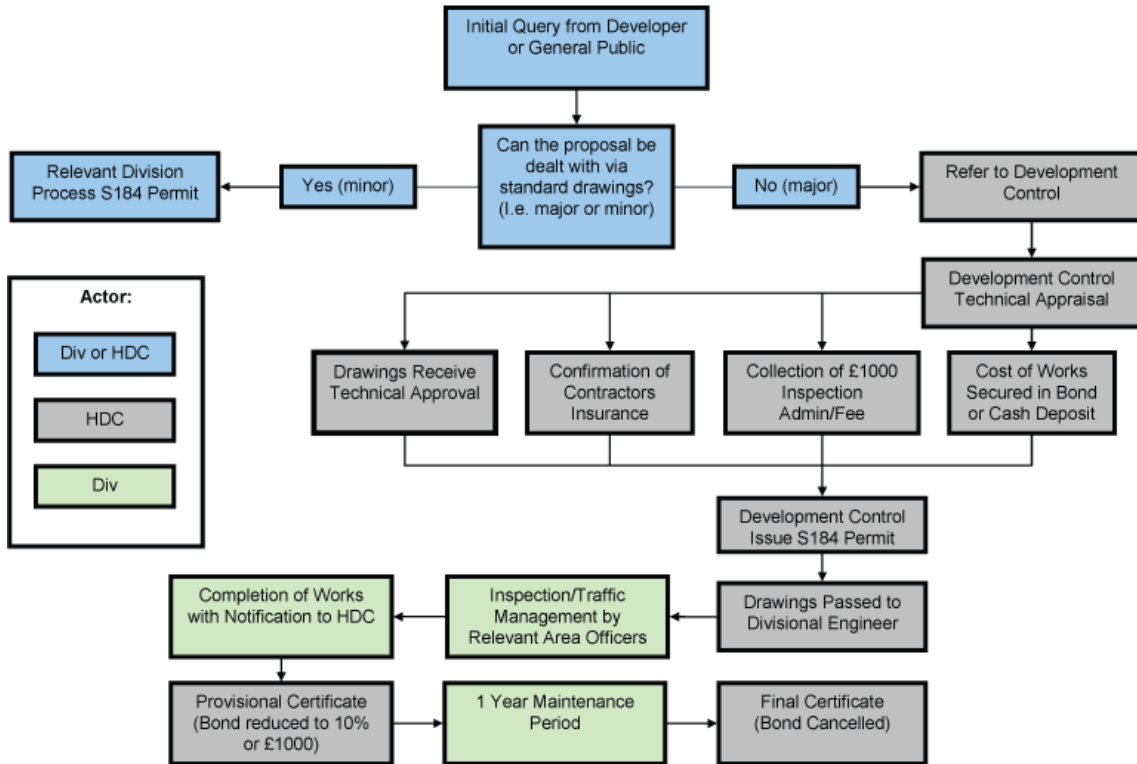 Initial Query from Developer
or General Public
Can the proposal be
dealt with via
standard drawings?
(I.e. major or minor)
Relevant Division
Process S184 Permit
Yes (minor)
No (major)
Refer to Development
Control
Actor:
Div or HDC
HDC
Div
Development Control
Technical Appraisal
Drawings Receive
Technical Approval
Confirmation of
Contractors
Insurance
Collection of £1000
Inspection
Admin/Fee
Cost of Works
Secured in Bond
or Cash Deposit
Development Control
Issue S184 Permit
Drawings Passed to
Divisional Engineer
Inspection/Traffic
Management by
Relevant Area Officers
Completion of Works
with Notification to HDC
Provisional Certificate
(Bond reduced to 10%
or £1000)
1 Year Maintenance
Period
Final Certificate
(Bond Cancelled)